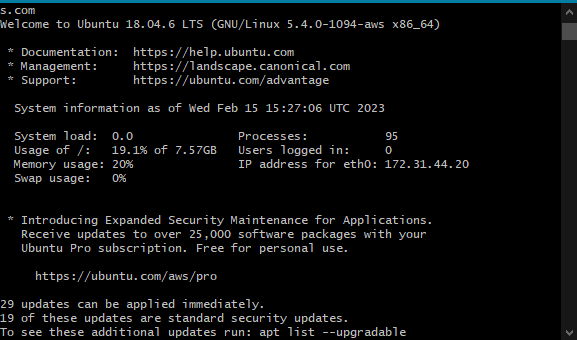 s.com
Welcome to Ubuntu 18.04.6 LTS (GNU/Linux 5.4.0-1094-aws x86_64)
* Documentation:  https://help.ubuntu.com
* Management:     https://landscape.canonical.com
* Support:        https://ubuntu.com/advantage
System information as of Wed Feb 15 15:27:06 UTC 2023
System load:  0.0               Processes:           95
Usage of /:   19.1% of 7.57GB   Users logged in:     0
Memory usage: 20%               IP address for eth0: 172.31.44.20
Swap usage:   0%
* Introducing Expanded Security Maintenance for Applications.
Receive updates to over 25,000 software packages with your
Ubuntu Pro subscription. Free for personal use.
https://ubuntu.com/aws/pro
29 updates can be applied immediately.
19 of these updates are standard security updates.
To see these additional updates run: apt list --upgradable